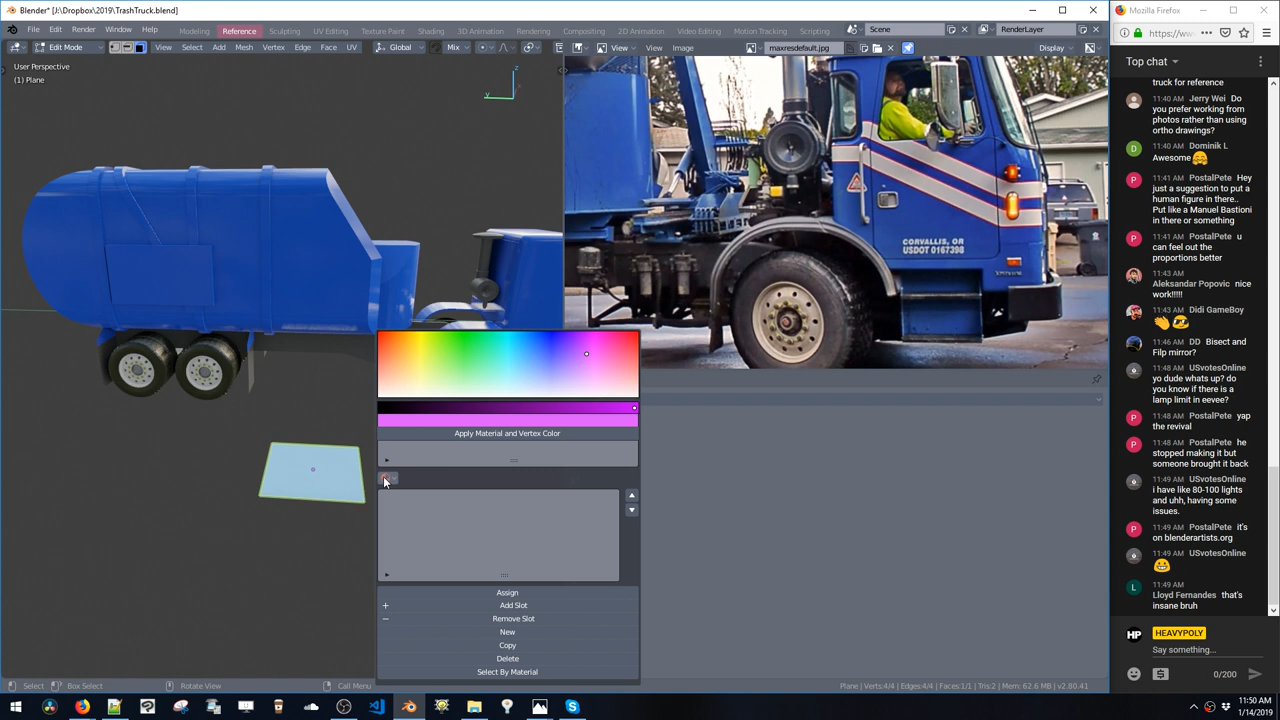 Blender* [J:\Dropbox\2019\TrashTruck.blend]
File Edit Render Window Help Modeling Reference Sculpting UV Editing Texture Paint Shading 3D Animation Rendering Compositing Scripting 2D Animation Video Editing Motion Tracking Scripting Scene RenderLayer
Edit Mode View Select Add Mesh Vertex Edge Face UV Global Mix View View Image maxresdefault.jpg Display
User Perspective
(1) Plane
z
y
CORVALLIS, OR
USDOT 0167398
Apply Material and Vertex Color
Assign
Add Slot
Remove Slot
New
Copy
Delete
Select By Material
Select Box Select Rotate View Call Menu Plane | Verts:4/4 | Edges:4/4 | Faces:1/1 | Tris:2 | Mem: 62.6 MB | v2.80.41
Mozilla Firefox
https://ww
Top chat
truck for reference
11:40 AM Jerry Wei Do
you prefer working from
photos rather than using
ortho drawings?
11:40 AM Dominik L
Awesome
11:41 AM PostalPete Hey
just a suggestion to put a
human figure in there..
Put like a Manuel Bastioni
in there or something
11:41 AM PostalPete u
can feel out the
proportions better
11:43 AM
Aleksandar Popovic nice
work!!!!!
11:43 AM Didi GameBoy
11:46 AM DD Bisect and
Filp mirror?
11:48 AM USvotesOnline
yo dude whats up? do
you know if there is a
lamp limit in eevee?
11:48 AM PostalPete yap
the revival
11:48 AM PostalPete he
stopped making it but
someone brought it back
11:48 AM USvotesOnline
i have like 80-100 lights
and uhh, having some
issues.
11:49 AM PostalPete it's
on blenderartists.org
11:49 AM USvotesOnline
11:49 AM
Lloyd Fernandes that's
insane bruh
HP HEAVYPOLY
Say something...
0/200
11:50 AM
1/14/2019